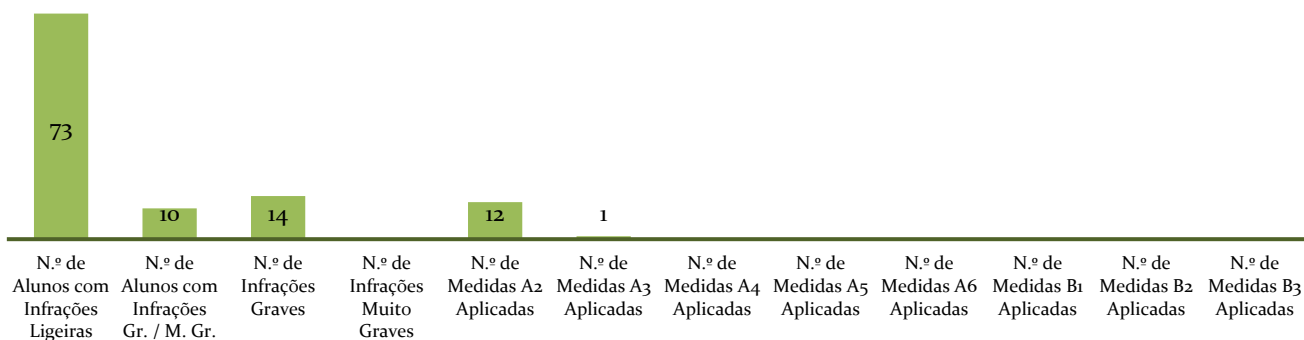 73
10
14
12
1
N.º de
Alunos com
Infrações
Ligeiras
N.º de
Alunos com
Infrações
Gr. / M. Gr.
N.º de
Infrações
Graves
N.º de
Infrações
Muito
Graves
N.º de
Medidas A2
Aplicadas
N.º de
Medidas A3
Aplicadas
N.º de
Medidas A4
Aplicadas
N.º de
Medidas A5
Aplicadas
N.º de
Medidas A6
Aplicadas
N.º de
Medidas B1
Aplicadas
N.º de
Medidas B2
Aplicadas
N.º de
Medidas B3
Aplicadas